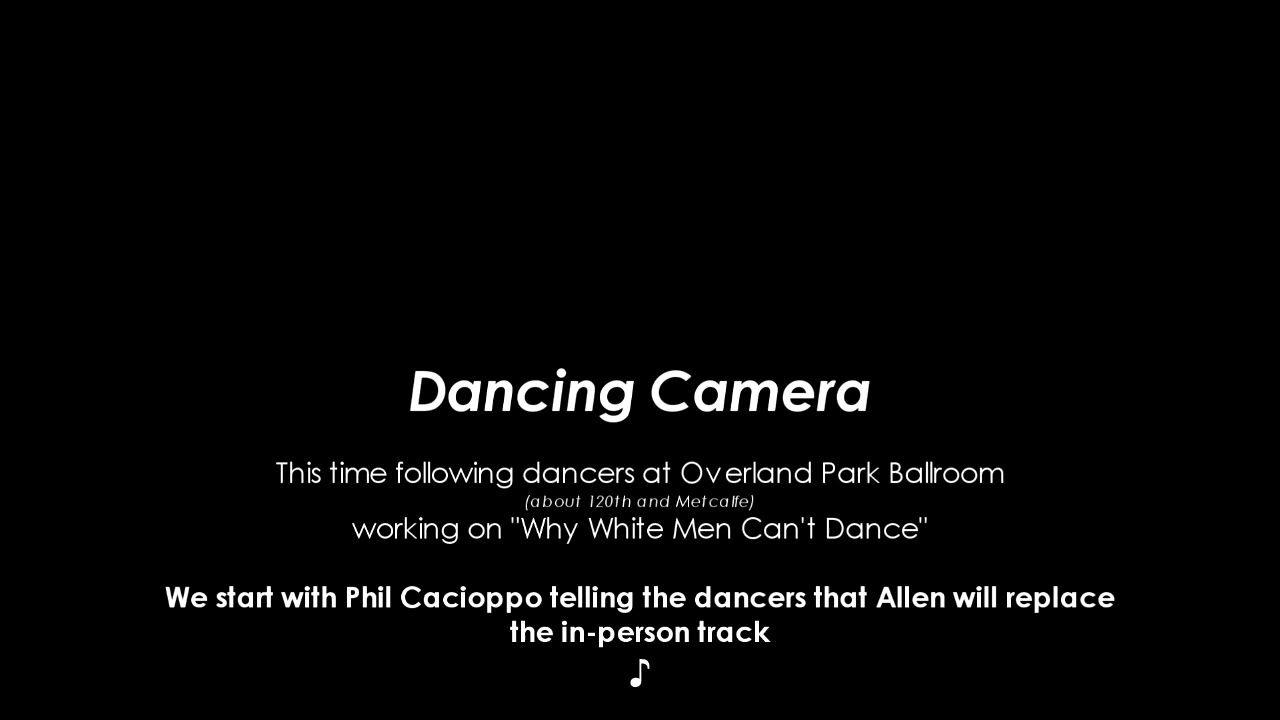 Dancing Camera
This time following dancers at Overland Park Ballroom
(about 120th and Metcalfe)
working on "Why White Men Can't Dance"
We start with Phil Cacioppo telling the dancers that Allen will replace
the in-person track
♪